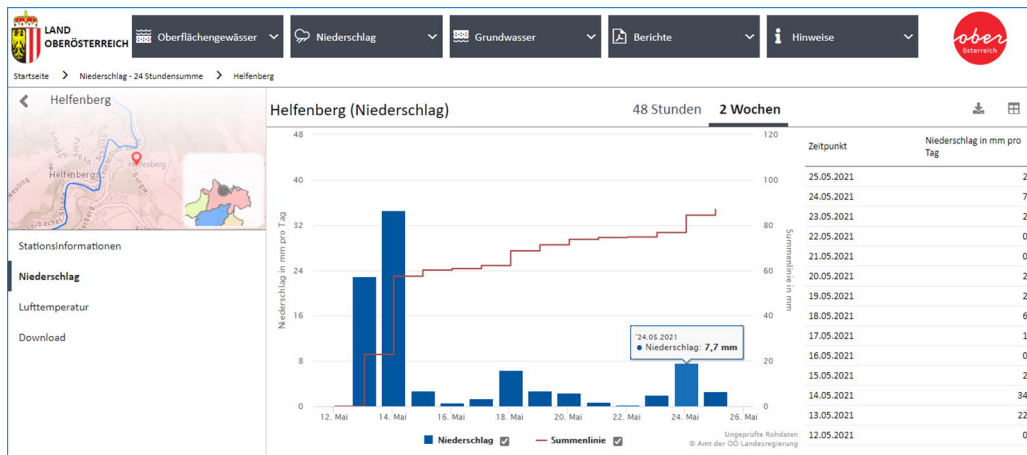 LAND
OBERÖSTERREICH
Oberflächengewässer
Niederschlag
Grundwasser
Berichte
Hinweise
ober
österreich
Startseite > Niederschlag - 24 Stundensumme > Helfenberg
Helfenberg
Helfenberg
Helfenberg
Stationsinformationen
Niederschlag
Lufttemperatur
Download
Helfenberg (Niederschlag)
48 Stunden
2 Wochen
48
40
32
24
16
8
0
Niederschlag in mm pro Tag
120
100
80
60
40
20
0
Summenlinie in mm
24.05.2021
Niederschlag: 7,7 mm
12. Mai 14. Mai 16. Mai 18. Mai 20. Mai 22. Mai 24. Mai 26. Mai
Niederschlag
Summenlinie
Ungeprüfte Rohdaten
© Amt der OÖ Landesregierung
Zeitpunkt Niederschlag in mm pro
Tag
25.05.2021 2
24.05.2021 7
23.05.2021 2
22.05.2021 0
21.05.2021 0
20.05.2021 2
19.05.2021 2
18.05.2021 6
17.05.2021 1
16.05.2021 0
15.05.2021 2
14.05.2021 34
13.05.2021 22
12.05.2021 0